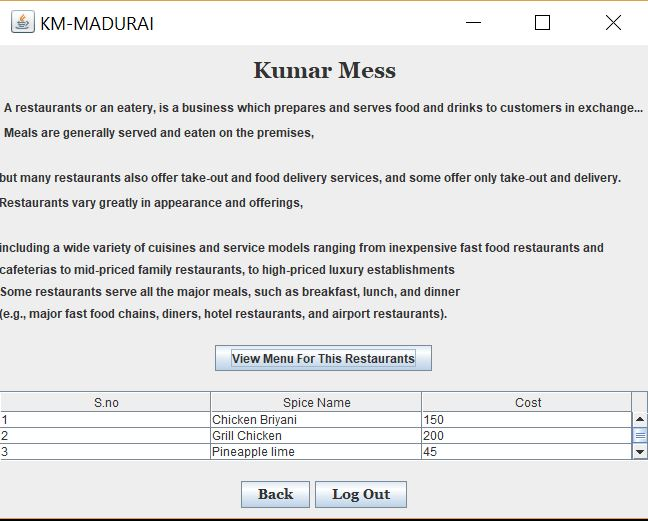 KM-MADURAI
Kumar Mess
A restaurants or an eatery, is a business which prepares and serves food and drinks to customers in exchange...
Meals are generally served and eaten on the premises,
but many restaurants also offer take-out and food delivery services, and some offer only take-out and delivery.
Restaurants vary greatly in appearance and offerings,
including a wide variety of cuisines and service models ranging from inexpensive fast food restaurants and
cafeterias to mid-priced family restaurants, to high-priced luxury establishments
Some restaurants serve all the major meals, such as breakfast, lunch, and dinner
(e.g., major fast food chains, diners, hotel restaurants, and airport restaurants).
View Menu For This Restaurants
S.no Spice Name Cost
1 Chicken Briyani 150
2 Grill Chicken 200
3 Pineapple lime 45
Back Log Out